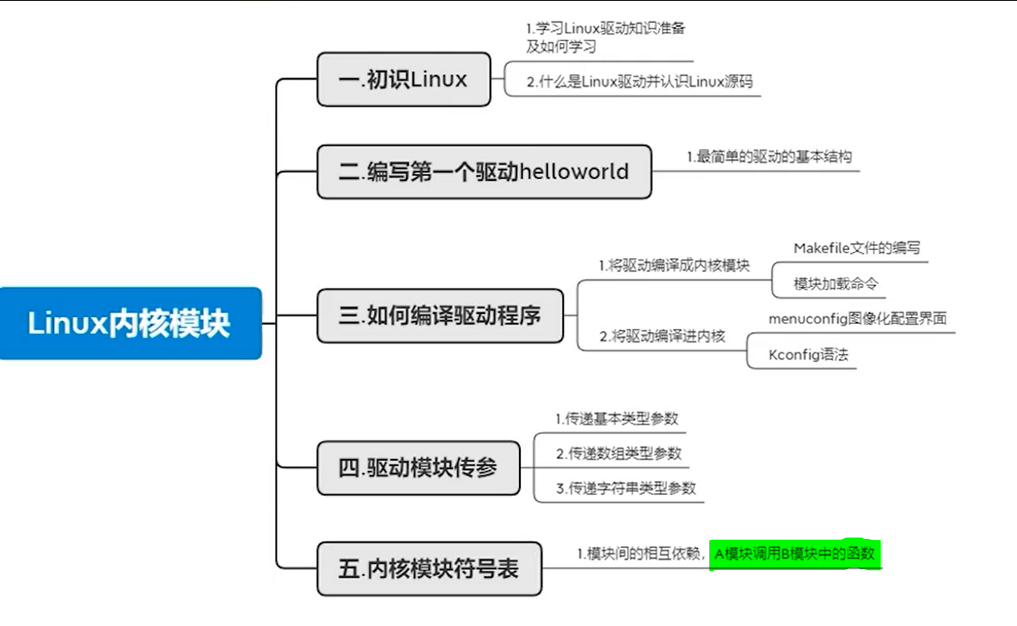 1.学习Linux驱动知识准备
及如何学习
一.初识Linux
2.什么是Linux驱动并认识Linux源码
二.编写第一个驱动helloworld
1.最简单的驱动的基本结构
Linux内核模块
三.如何编译驱动程序
1.将驱动编译成内核模块
Makefile文件的编写
模块加载命令
2.将驱动编译进内核
menuconfig图像化配置界面
Kconfig语法
四.驱动模块传参
1.传递基本类型参数
2.传递数组类型参数
3.传递字符串类型参数
五.内核模块符号表
1.模块间的相互依赖，A模块调用B模块中的函数